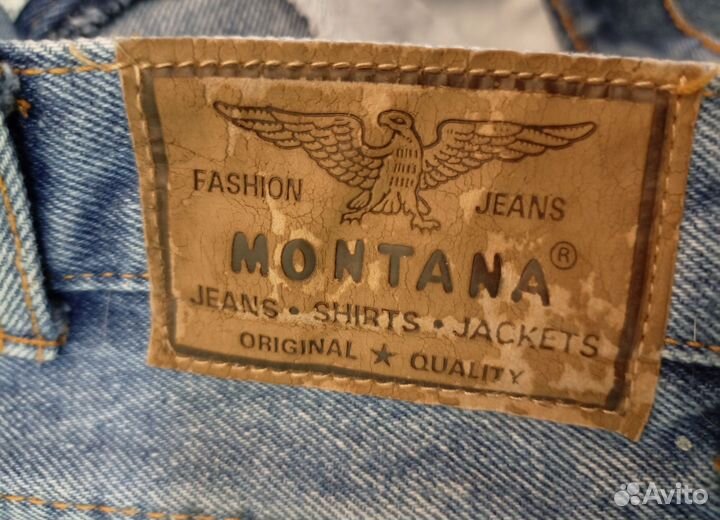 FASHION JEANS
MONTANA®
JEANS • SHIRTS • JACKETS
ORIGINAL ★ QUALITY
Avito